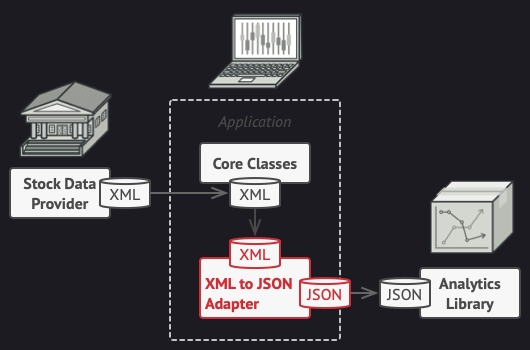 Application
Core Classes
Stock Data
Provider
XML
XML
XML
XML to JSON
Adapter
JSON
JSON
Analytics
Library